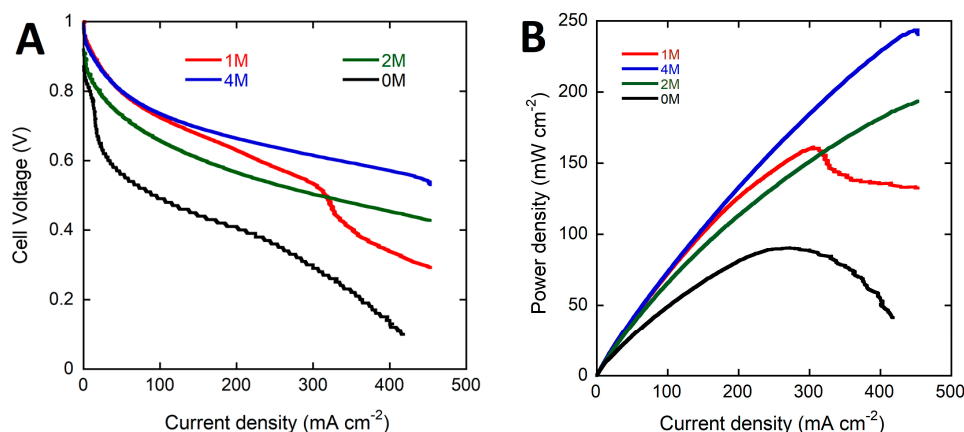 A
1M
2M
4M
0M
1
0.8
0.6
0.4
0.2
0
0 100 200 300 400 500
Cell Voltage (V)
Current density (mA cm⁻²)
B
1M
4M
2M
0M
250
200
150
100
50
0
0 100 200 300 400 500
Power density (mW cm⁻²)
Current density (mA cm⁻²)